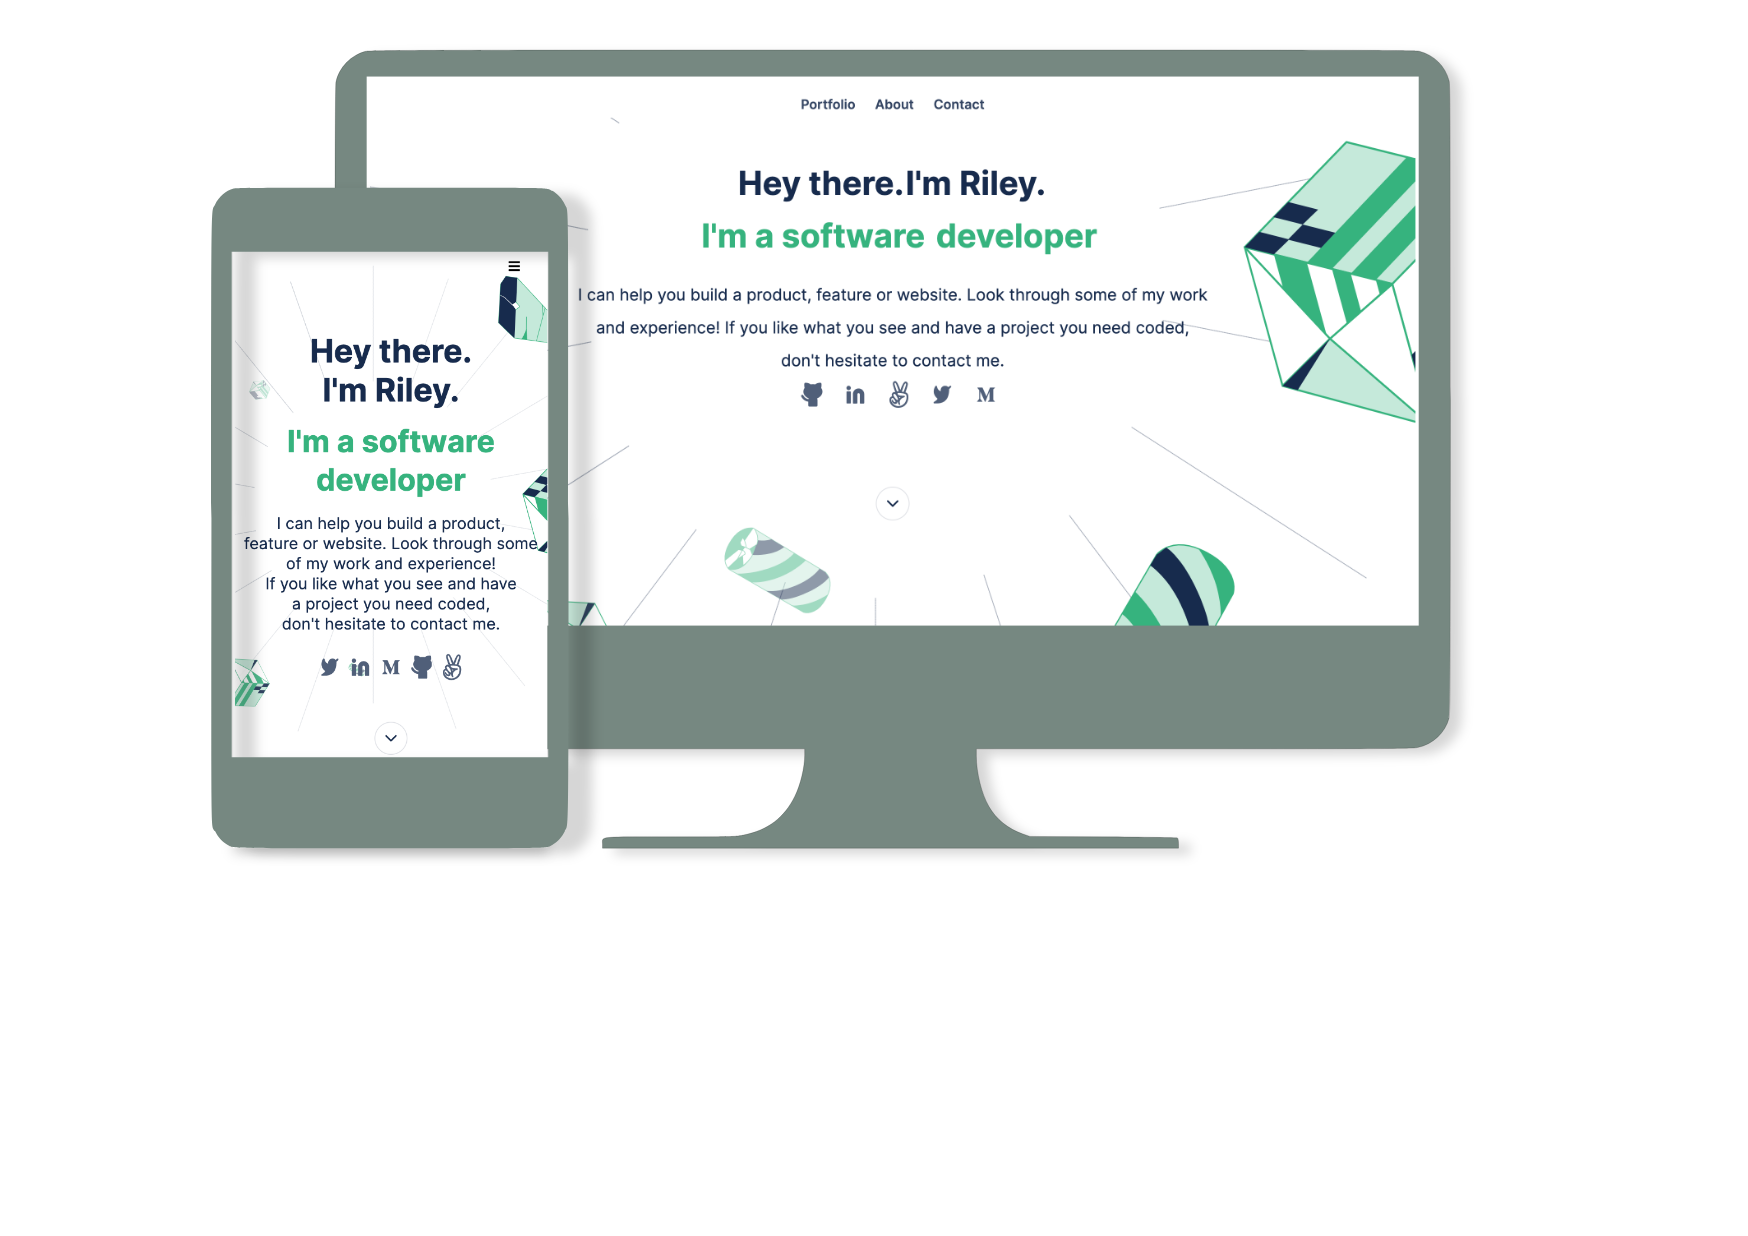 Portfolio About Contact
Hey there.I'm Riley.
I'm a software developer
I can help you build a product, feature or website. Look through some of my work
and experience! If you like what you see and have a project you need coded,
don't hesitate to contact me.
in M
Hey there.
I'm Riley.
I'm a software
developer
I can help you build a product,
feature or website. Look through some
of my work and experience!
If you like what you see and have
a project you need coded,
don't hesitate to contact me.
in M